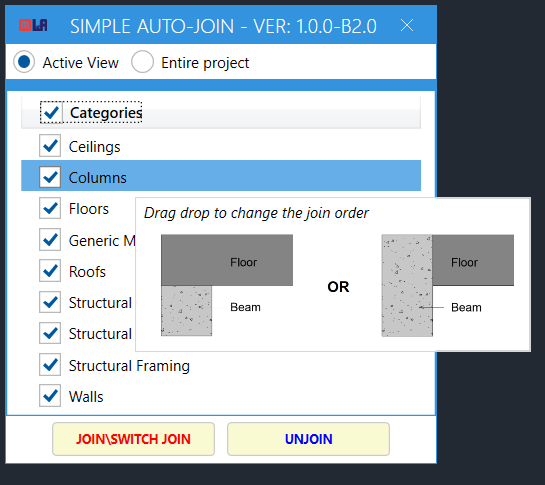 OLA SIMPLE AUTO-JOIN - VER: 1.0.0-B2.0
Active View Entire project
Categories
Ceilings
Columns
Floors
Generic M
Roofs
Structural
Structural
Structural Framing
Walls
Drag drop to change the join order
Floor
Beam
OR
Floor
Beam
JOIN\SWITCH JOIN UNJOIN